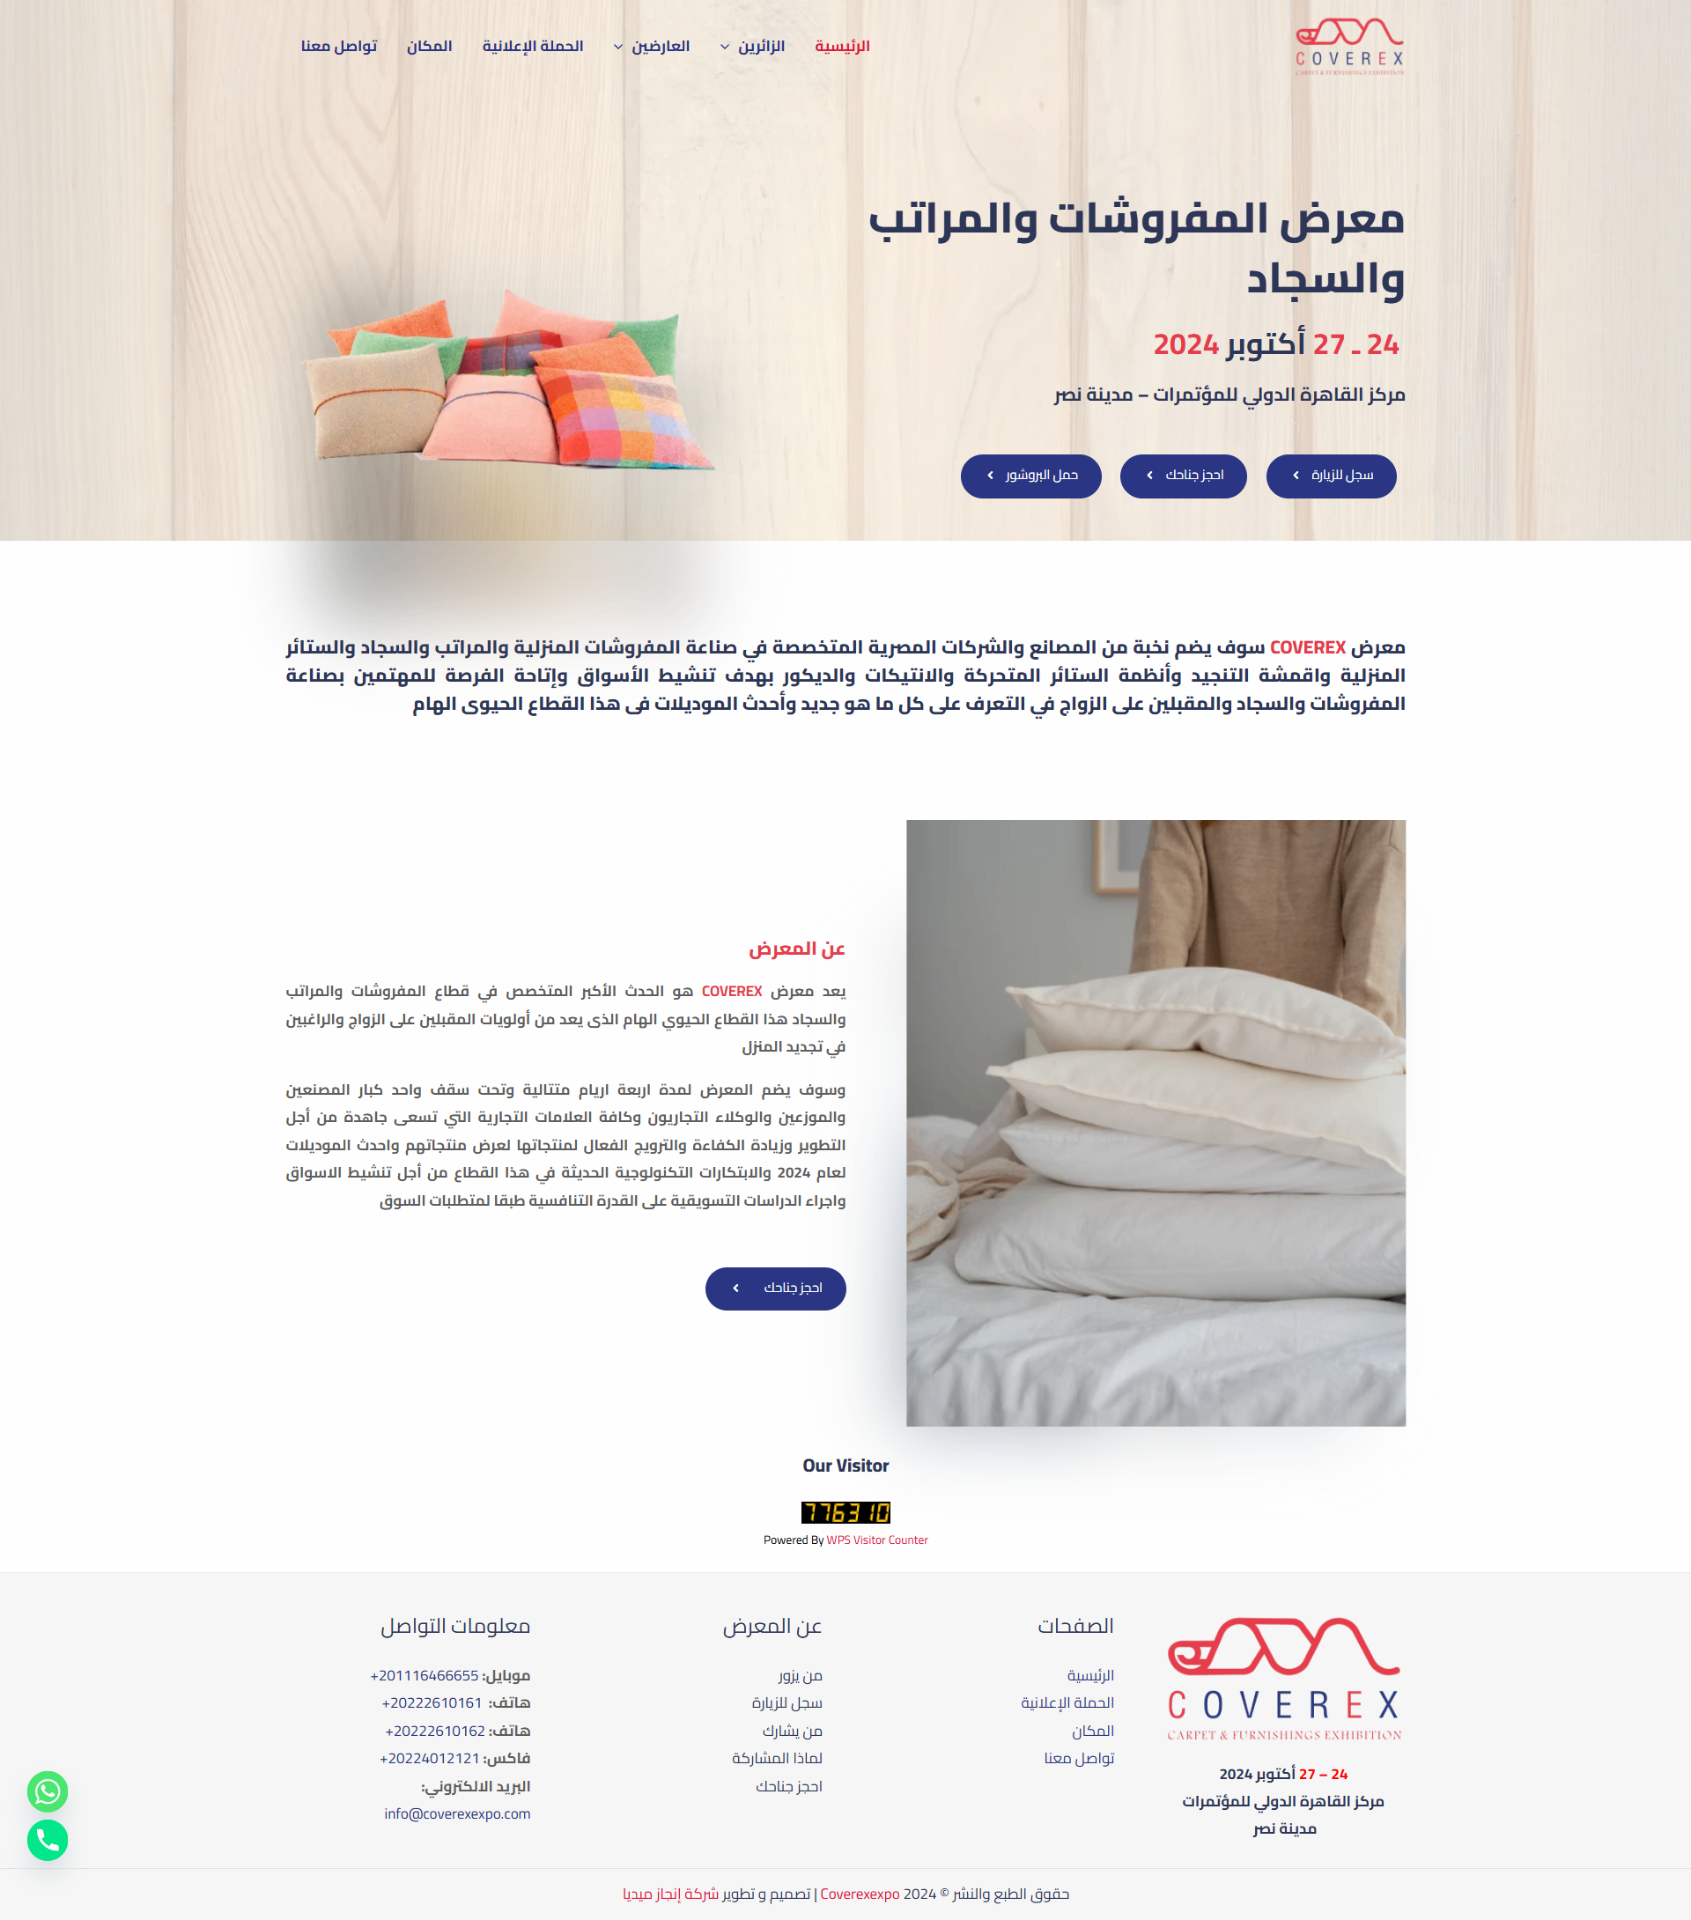 COVEREX
CARPET & FURNISHINGS EXHIBITION
الرئيسية
الزائرين
العارضين
الحملة الإعلانية
المكان
تواصل معنا
معرض المفروشات والمراتب
والسجاد
24 ـ 27 أكتوبر 2024
مركز القاهرة الدولي للمؤتمرات – مدينة نصر
سجل للزيارة
احجز جناحك
حمل البروشور
معرض COVEREX سوف يضم نخبة من المصانع والشركات المصرية المتخصصة في صناعة المفروشات المنزلية والمراتب والسجاد والستائر
المنزلية واقمشة التنجيد وأنظمة الستائر المتحركة والانتيكات والديكور بهدف تنشيط الأسواق وإتاحة الفرصة للمهتمين بصناعة
المفروشات والسجاد والمقبلين على الزواج في التعرف على كل ما هو جديد وأحدث الموديلات فى هذا القطاع الحيوى الهام
عن المعرض
يعد معرض COVEREX هو الحدث الأكبر المتخصص في قطاع المفروشات والمراتب
والسجاد هذا القطاع الحيوي الهام الذى يعد من أولويات المقبلين على الزواج والراغبين
في تجديد المنزل
وسوف يضم المعرض لمدة اربعة اريام متتالية وتحت سقف واحد كبار المصنعين
والموزعين والوكلاء التجاريون وكافة العلامات التجارية التي تسعى جاهدة من أجل
التطوير وزيادة الكفاءة والترويج الفعال لمنتجاتها لعرض منتجاتهم واحدث الموديلات
لعام 2024 والابتكارات التكنولوجية الحديثة في هذا القطاع من أجل تنشيط الاسواق
واجراء الدراسات التسويقية على القدرة التنافسية طبقا لمتطلبات السوق
احجز جناحك
Our Visitor
776310
Powered By WPS Visitor Counter
COVEREX
CARPET & FURNISHINGS EXHIBITION
24 – 27 أكتوبر 2024
مركز القاهرة الدولي للمؤتمرات
مدينة نصر
الصفحات
الرئيسية
الحملة الإعلانية
المكان
تواصل معنا
عن المعرض
من يزور
سجل للزيارة
من يشارك
لماذا المشاركة
احجز جناحك
معلومات التواصل
موبايل: 201116466655+
هاتف: 20222610161+
هاتف: 20222610162+
فاكس: 20224012121+
البريد الالكتروني:
info@coverexexpo.com
حقوق الطبع والنشر © 2024 Coverexexpo | تصميم و تطوير شركة إنجاز ميديا